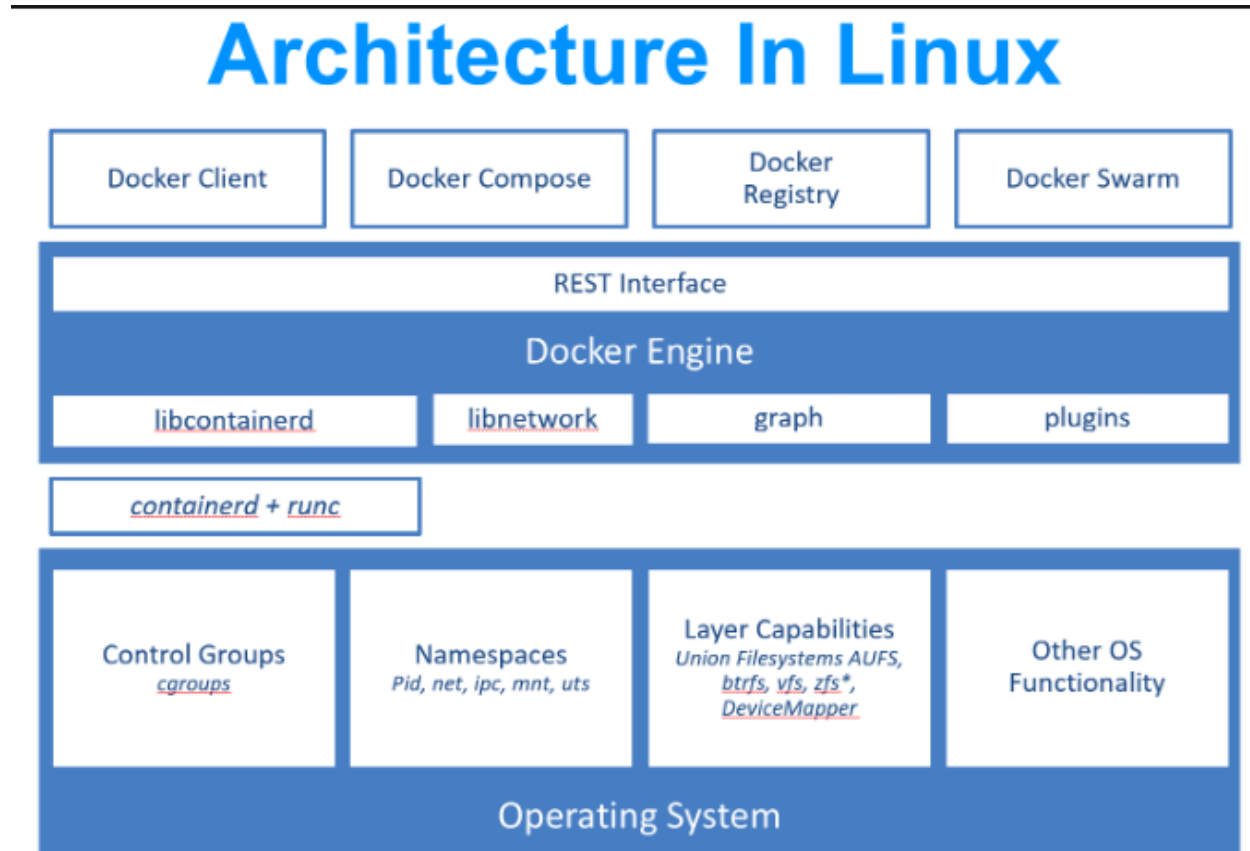 Architecture In Linux
Docker Client
Docker Compose
Docker
Registry
Docker Swarm
REST Interface
Docker Engine
libcontainerd
libnetwork
graph
plugins
containerd + runc
Control Groups
cgroups
Namespaces
Pid, net, ipc, mnt, uts
Layer Capabilities
Union Filesystems AUFS,
btrfs, vfs, zfs*,
DeviceMapper
Other OS
Functionality
Operating System